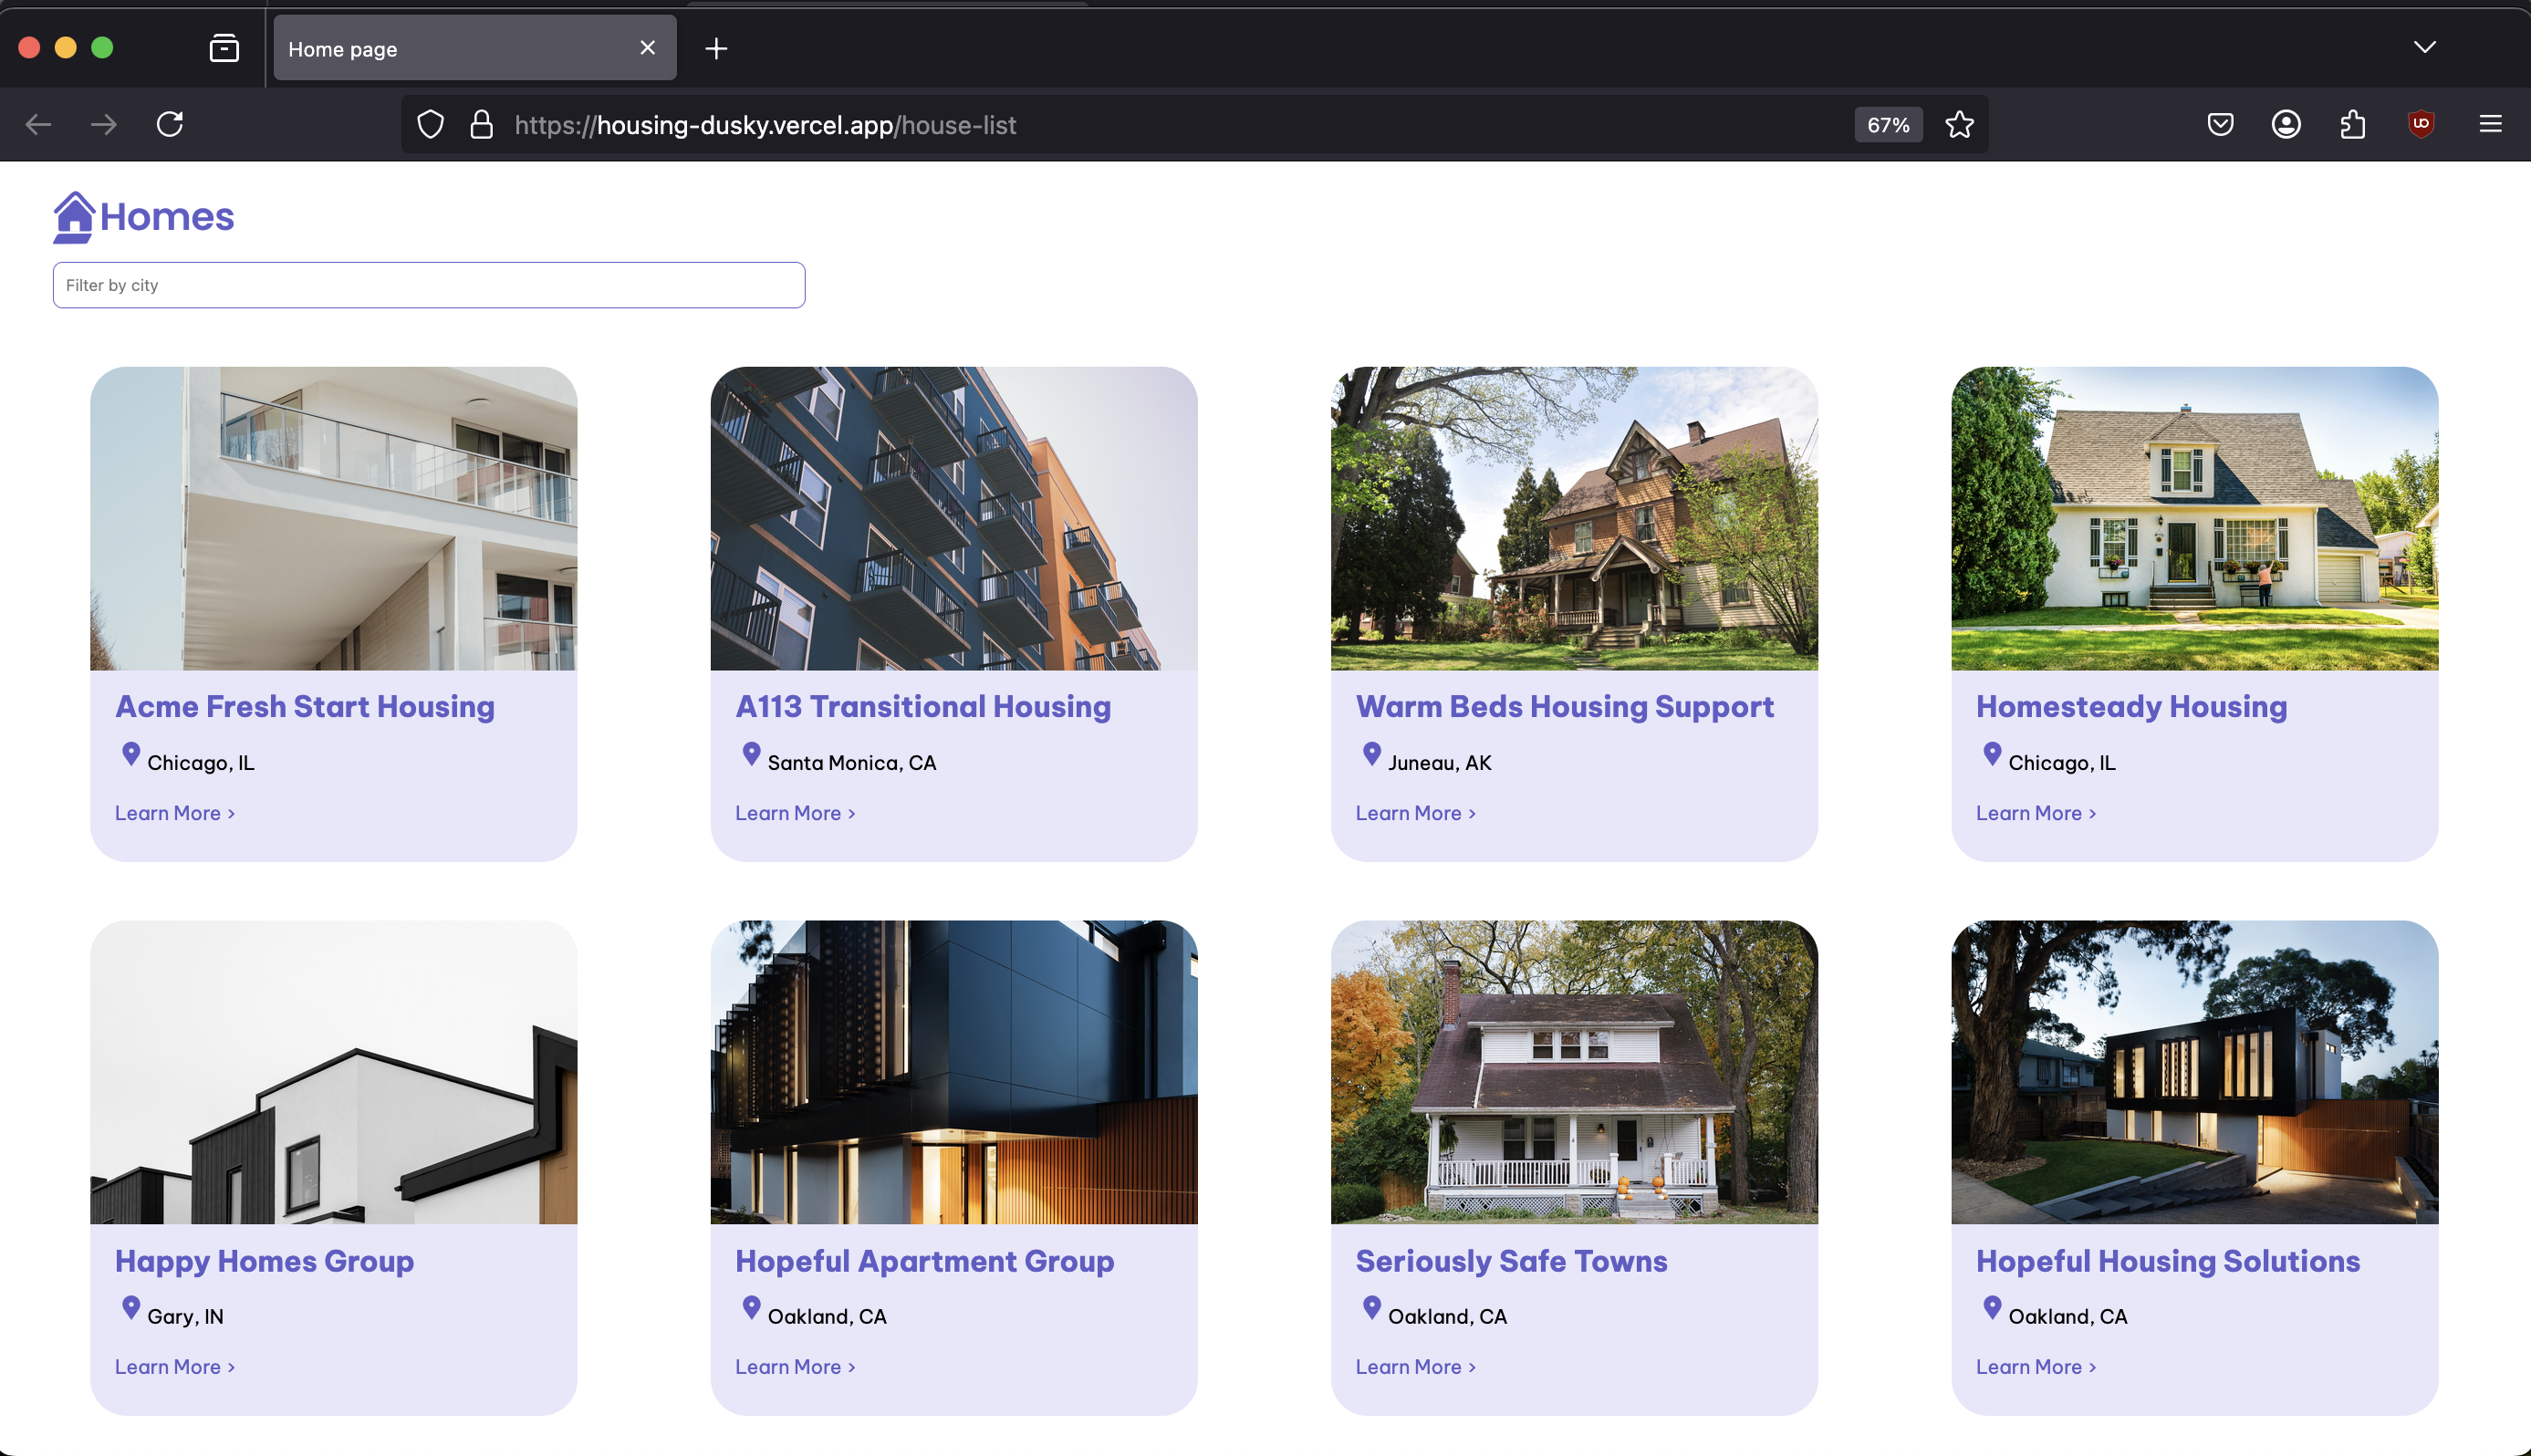 Home page
https://housing-dusky.vercel.app/house-list
67%
Homes
Filter by city
Acme Fresh Start Housing
Chicago, IL
Learn More >
A113 Transitional Housing
Santa Monica, CA
Learn More >
Warm Beds Housing Support
Juneau, AK
Learn More >
Homesteady Housing
Chicago, IL
Learn More >
Happy Homes Group
Gary, IN
Learn More >
Hopeful Apartment Group
Oakland, CA
Learn More >
Seriously Safe Towns
Oakland, CA
Learn More >
Hopeful Housing Solutions
Oakland, CA
Learn More >